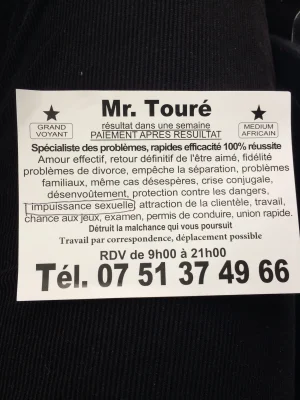 Mr. Touré
GRAND VOYANT
résultat dans une semaine
MEDIUM AFRICAIN
PAIEMENT APRES RESUILTAT
Spécialiste des problèmes, rapides efficacité 100% réussite
Amour effectif, retour définitif de l'être aimé, fidélité
problèmes de divorce, empêche la séparation, problèmes
familiaux, même cas désespères, crise conjugale,
désenvoûtement, protection contre les dangers,
impuissance sexuelle, attraction de la clientèle, travail,
chance aux jeux, examen, permis de conduire, union rapide.
Détruit la malchance qui vous poursuit
Travail par correspondence, déplacement possible
RDV de 9h00 à 21h00
Tél. 07 51 37 49 66